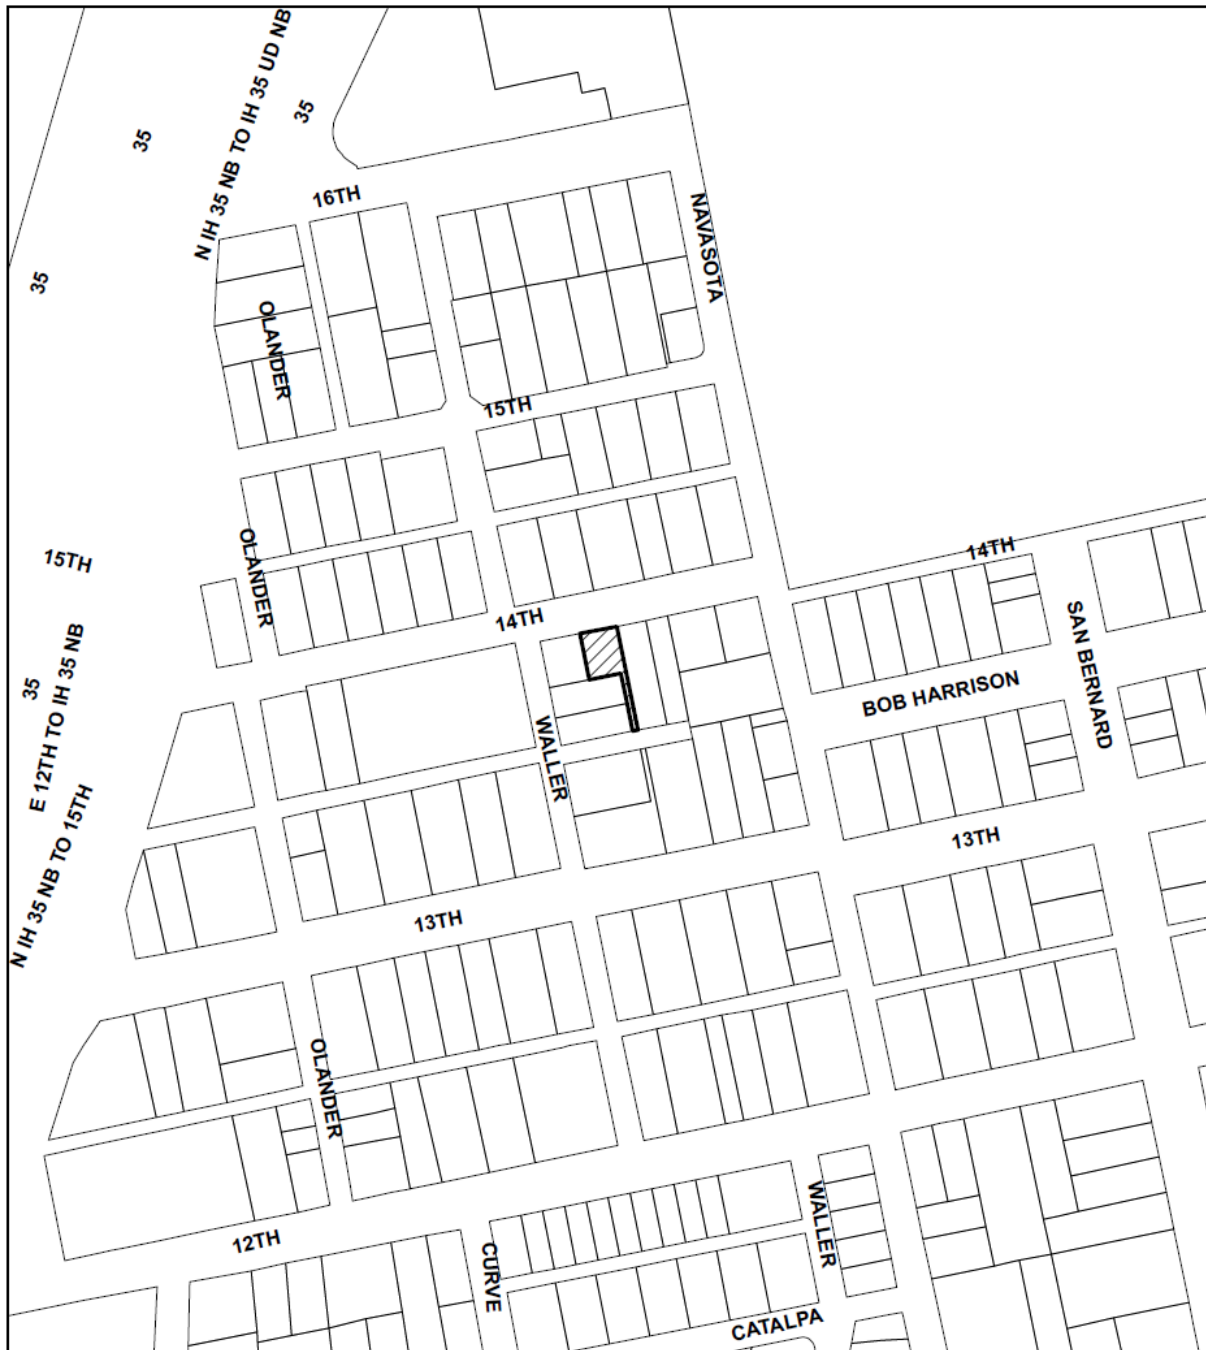 N IH 35 NB TO IH 35 UD NB
35
35
16TH
NAVASOTA
35
OLANDER
15TH
OLANDER
15TH
14TH
14TH
SAN BERNARD
35
E 12TH TO IH 35 NB
BOB HARRISON
WALLER
N IH 35 NB TO 15TH
13TH
13TH
OLANDER
WALLER
12TH
CURVE
CATALPA